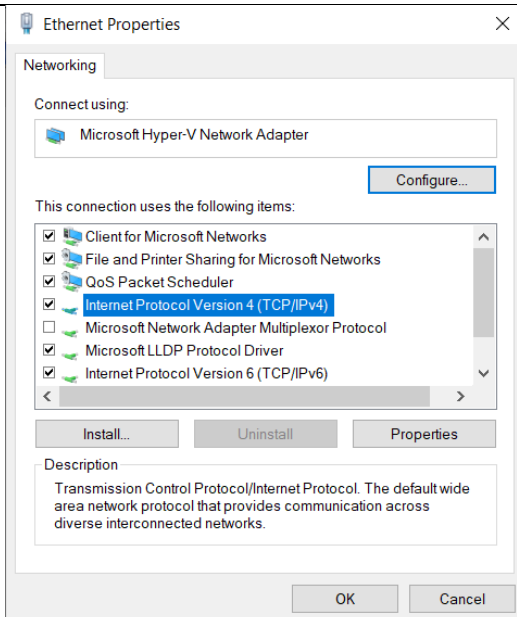 Ethernet Properties
Networking
Connect using:
Microsoft Hyper-V Network Adapter
Configure...
This connection uses the following items:
Client for Microsoft Networks
File and Printer Sharing for Microsoft Networks
QoS Packet Scheduler
Internet Protocol Version 4 (TCP/IPv4)
Microsoft Network Adapter Multiplexor Protocol
Microsoft LLDP Protocol Driver
Internet Protocol Version 6 (TCP/IPv6)
Install... Uninstall Properties
Description
Transmission Control Protocol/Internet Protocol. The default wide
area network protocol that provides communication across
diverse interconnected networks.
OK Cancel